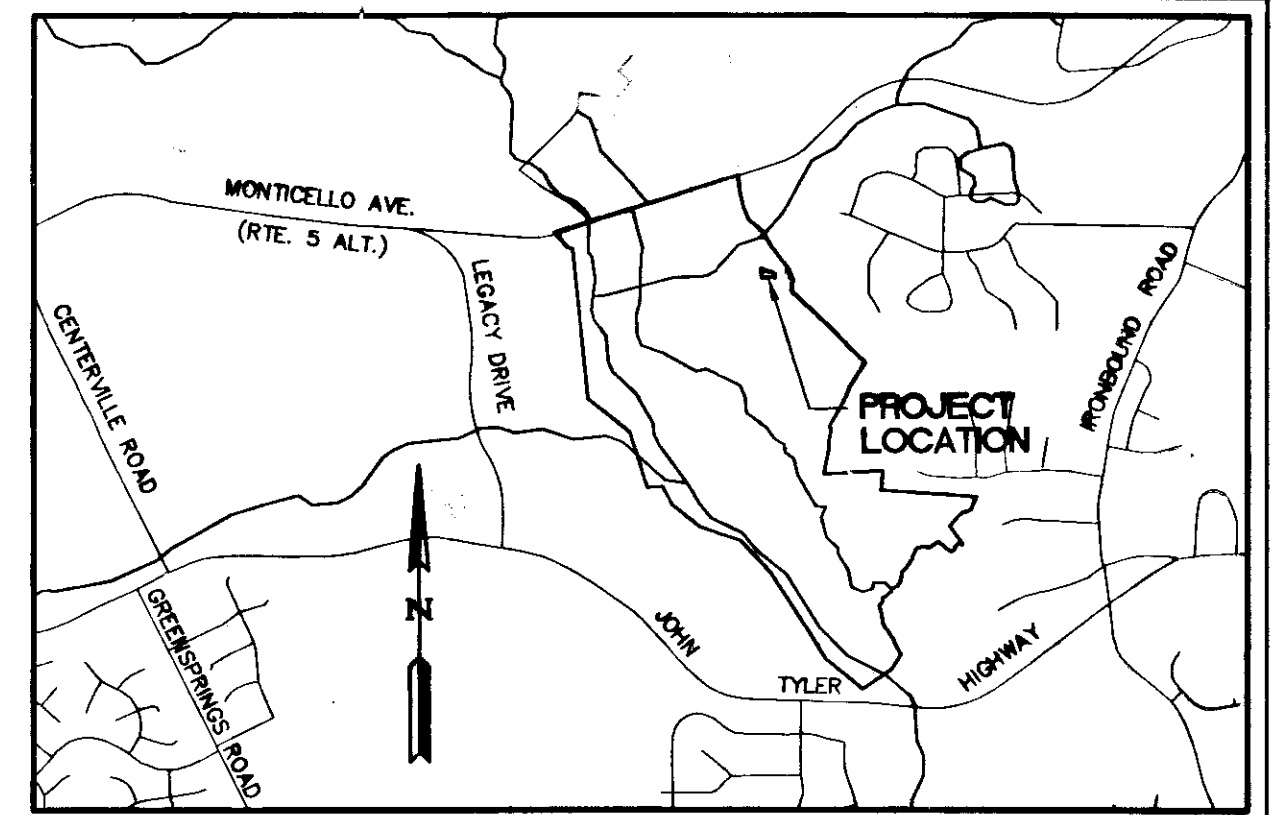 MONTICELLO AVE.
(RTE. 5 ALT.)
LEGACY DRIVE
CENTERVILLE ROAD
IRONBOUND ROAD
PROJECT
LOCATION
N
GREENSPRINGS ROAD
JOHN
TYLER
HIGHWAY